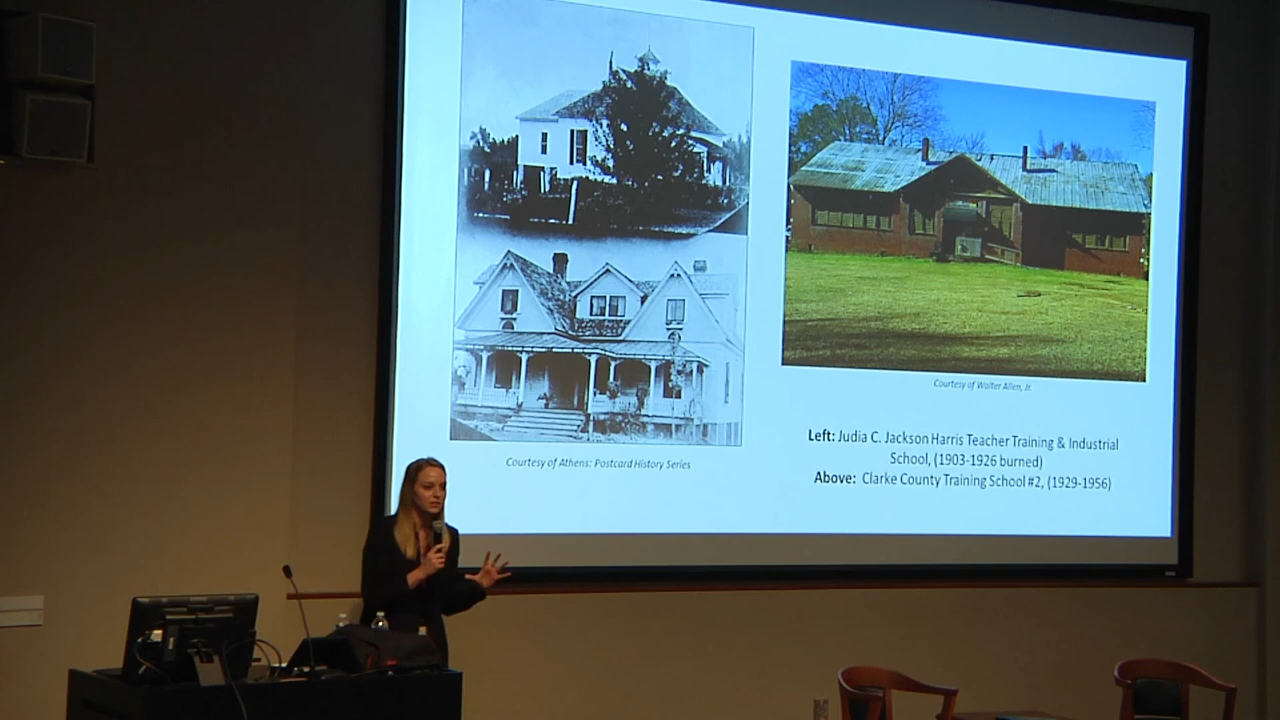 Courtesy of Athens: Postcard History Series
Courtesy of Walter Allen, Jr.
Left: Judia C. Jackson Harris Teacher Training & Industrial
School, (1903-1926 burned)
Above: Clarke County Training School #2, (1929-1956)